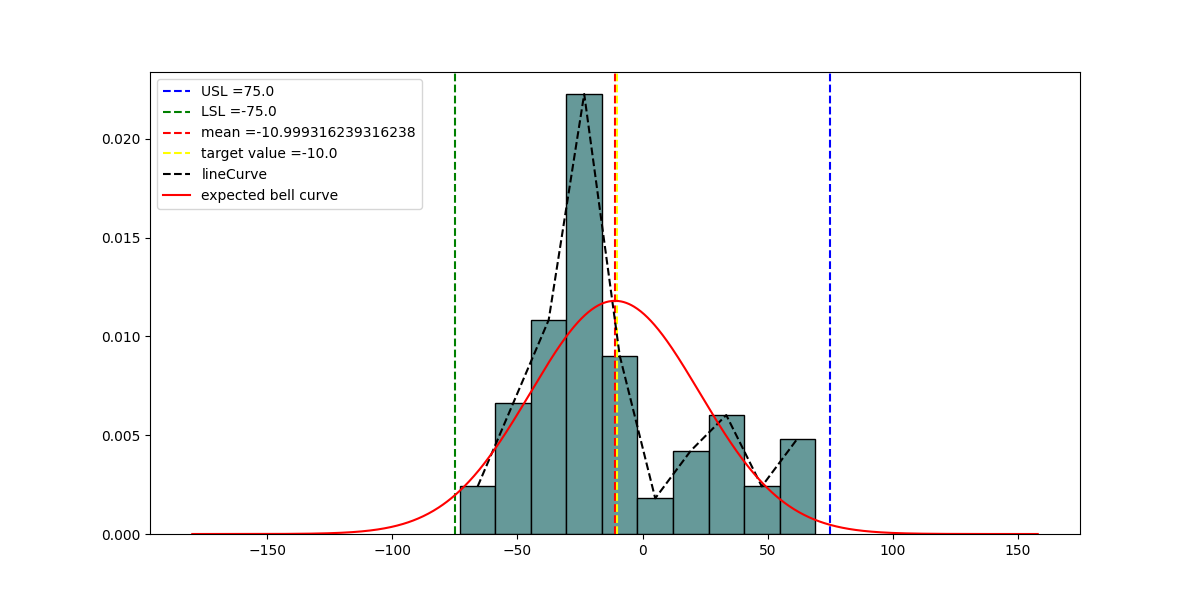 USL =75.0
LSL =-75.0
mean =-10.999316239316238
target value =-10.0
lineCurve
expected bell curve
0.020
0.015
0.010
0.005
0.000
−150
−100
−50
0
50
100
150